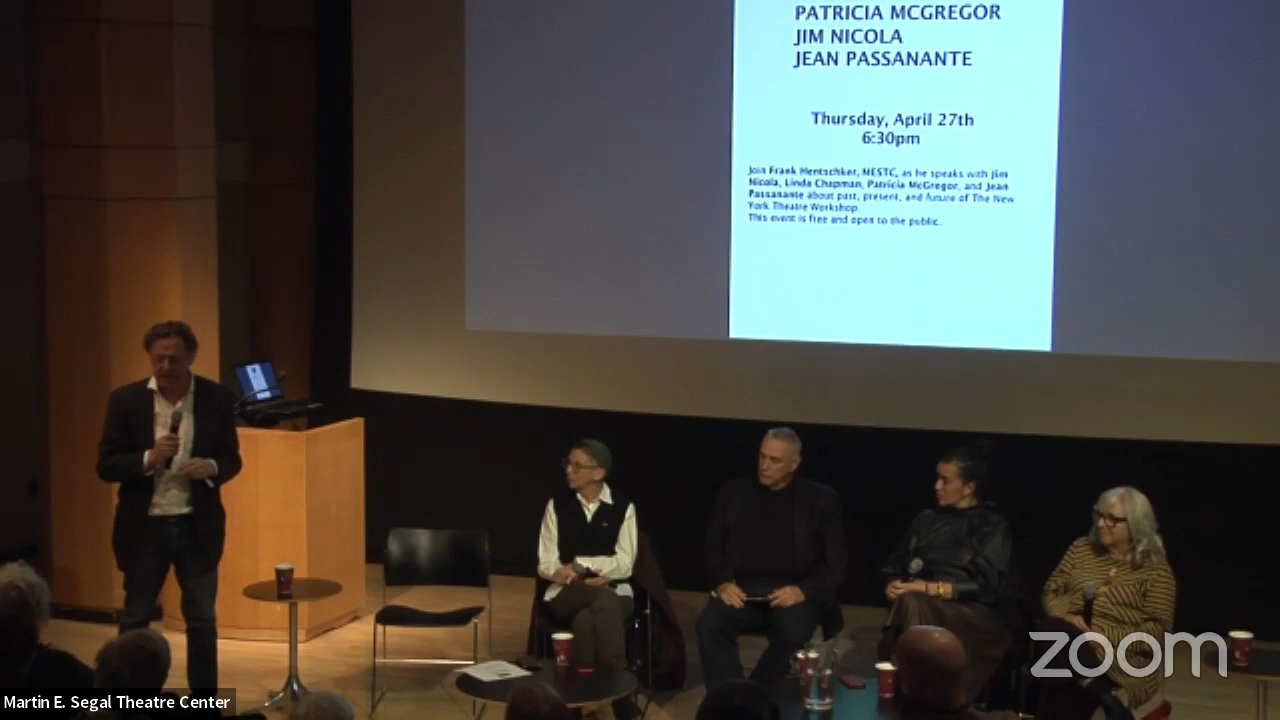 PATRICIA MCGREGOR
JIM NICOLA
JEAN PASSANANTE
Thursday, April 27th
6:30pm
Join Frank Hentschker, MESTC, as he speaks with Jim
Nicola, Linda Chapman, Patricia McGregor, and Jean
Passanante about past, present, and future of The New
York Theatre Workshop.
This event is free and open to the public.
zoom
Martin E. Segal Theatre Center